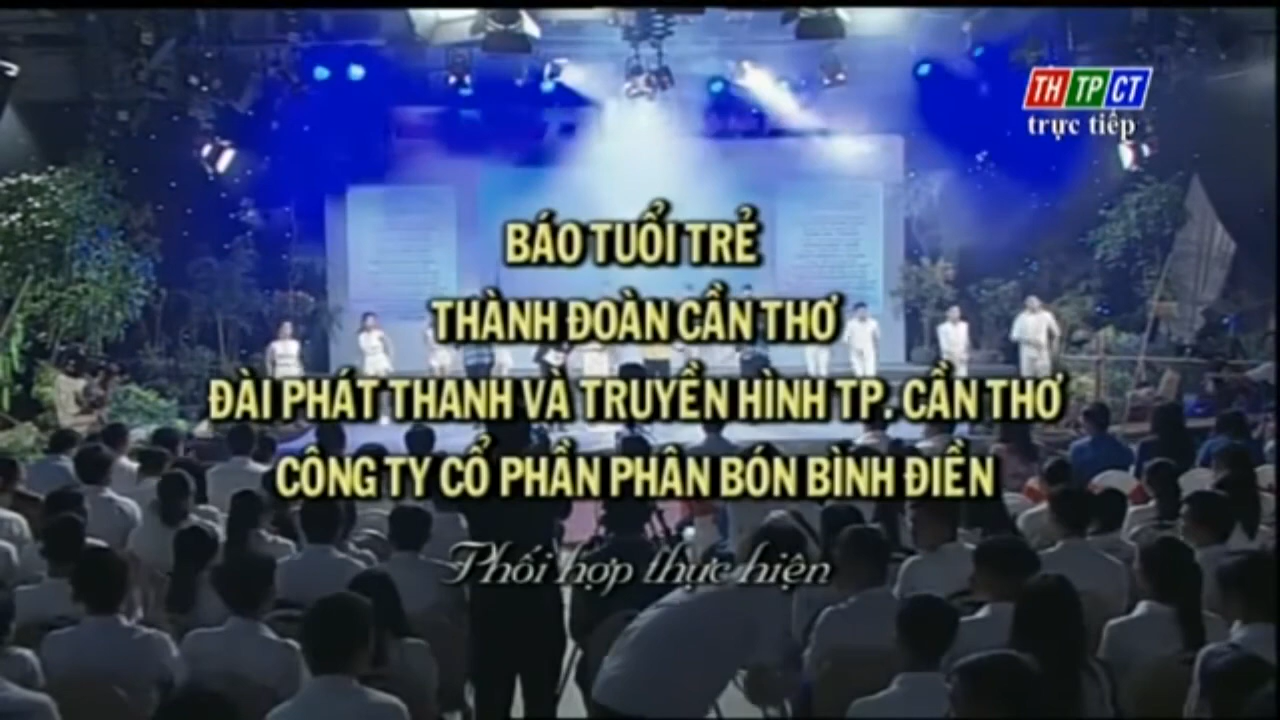 THTPCT
trực tiếp
BÁO TUỔI TRẺ
THÀNH ĐOÀN CẦN THƠ
ĐÀI PHÁT THANH VÀ TRUYỀN HÌNH TP. CẦN THƠ
CÔNG TY CỔ PHẦN PHÂN BÓN BÌNH ĐIỀN
Phối hợp thực hiện